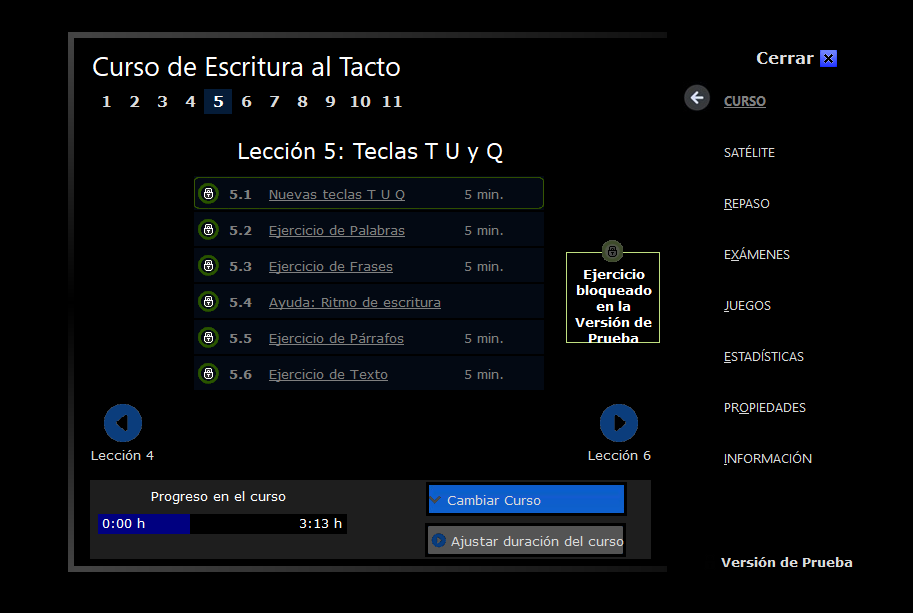 Curso de Escritura al Tacto
1 2 3 4 5 6 7 8 9 10 11
Lección 5: Teclas T U y Q
5.1 Nuevas teclas T U Q 5 min.
5.2 Ejercicio de Palabras 5 min.
5.3 Ejercicio de Frases 5 min.
5.4 Ayuda: Ritmo de escritura
5.5 Ejercicio de Párrafos 5 min.
5.6 Ejercicio de Texto 5 min.
Ejercicio
bloqueado
en la
Versión de
Prueba
Lección 4
Lección 6
Progreso en el curso
0:00 h 3:13 h
Cambiar Curso
Ajustar duración del curso
Cerrar
CURSO
SATÉLITE
REPASO
EXÁMENES
JUEGOS
ESTADÍSTICAS
PROPIEDADES
INFORMACIÓN
Versión de Prueba